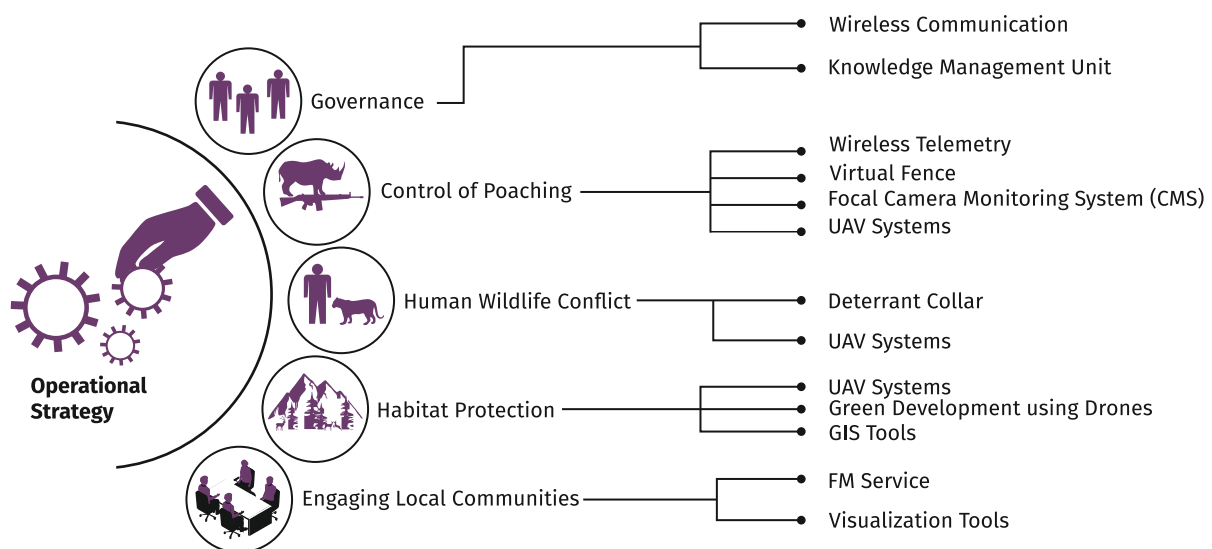 Operational
Strategy
Governance
Wireless Communication
Knowledge Management Unit
Control of Poaching
Wireless Telemetry
Virtual Fence
Focal Camera Monitoring System (CMS)
UAV Systems
Human Wildlife Conflict
Deterrant Collar
UAV Systems
Habitat Protection
UAV Systems
Green Development using Drones
GIS Tools
Engaging Local Communities
FM Service
Visualization Tools